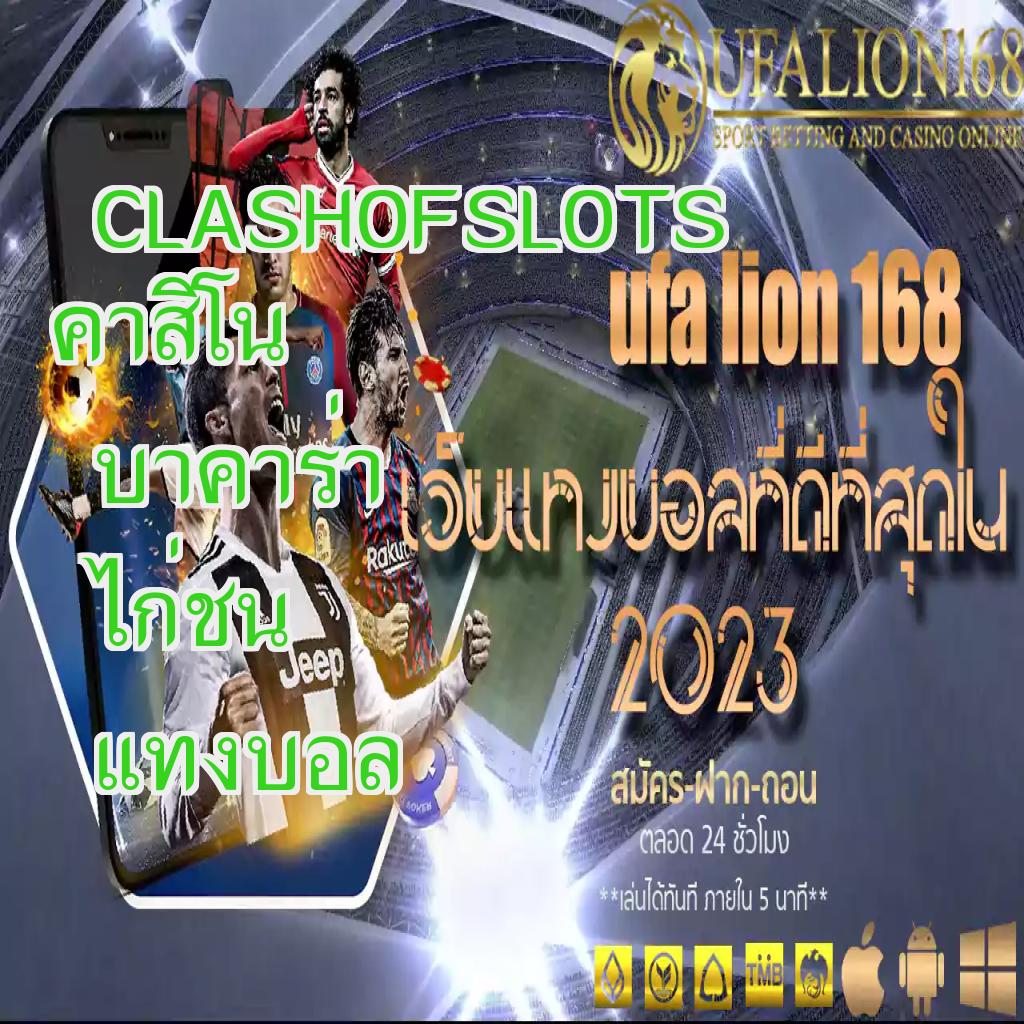 UFALION168
SPORT BETTING AND CASINO ONLINE
CLASHOFSLOTS
คาสิโน
บาคาร่า
ไก่ชน
แทงบอล
ufa lion 168
เว็บแทงบอลที่ดีที่สุดใน
2023
สมัคร-ฝาก-ถอน
ตลอด 24 ชั่วโมง
**เล่นได้ทันที ภายใน 5 นาที**
Rakut
Jeep
TMB